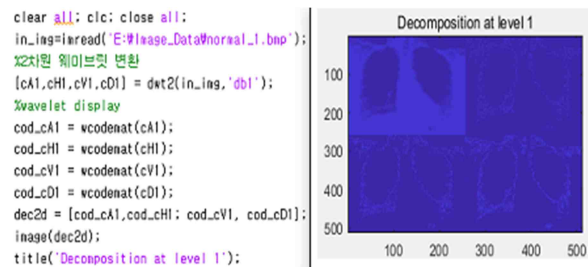 clear all; clc; close all;
in_img=imread('E:₩Image_Data₩normal_1.bmp');
%2차원 웨이브릿 변환
[cA1,cH1,cV1,cD1] = dwt2(in_img,'db1');
%wavelet display
cod_cA1 = wcodemat(cA1);
cod_cH1 = wcodemat(cH1);
cod_cV1 = wcodemat(cV1);
cod_cD1 = wcodemat(cD1);
dec2d = [cod_cA1,cod_cH1; cod_cV1, cod_cD1];
image(dec2d);
title('Decomposition at level 1');
Decomposition at level 1
100
200
300
400
500
100 200 300 400 500